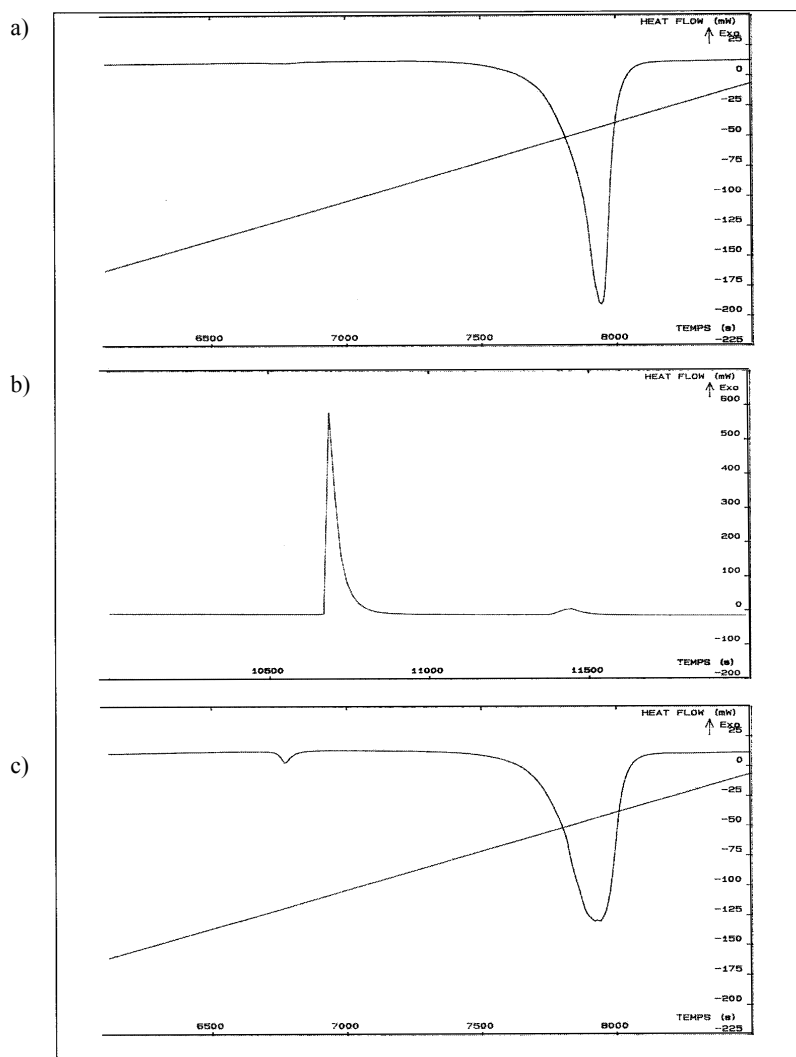 a)
HEAT FLOW (mW)
↑ Exo
25
0
-25
-50
-75
-100
-125
-150
-175
-200
TEMPS (s)
-225
6500 7000 7500 8000
b)
HEAT FLOW (mW)
↑ Exo
600
500
400
300
200
100
0
-100
TEMPS (s)
-200
10500 11000 11500
c)
HEAT FLOW (mW)
↑ Exo
25
0
-25
-50
-75
-100
-125
-150
-175
-200
TEMPS (s)
-225
6500 7000 7500 8000